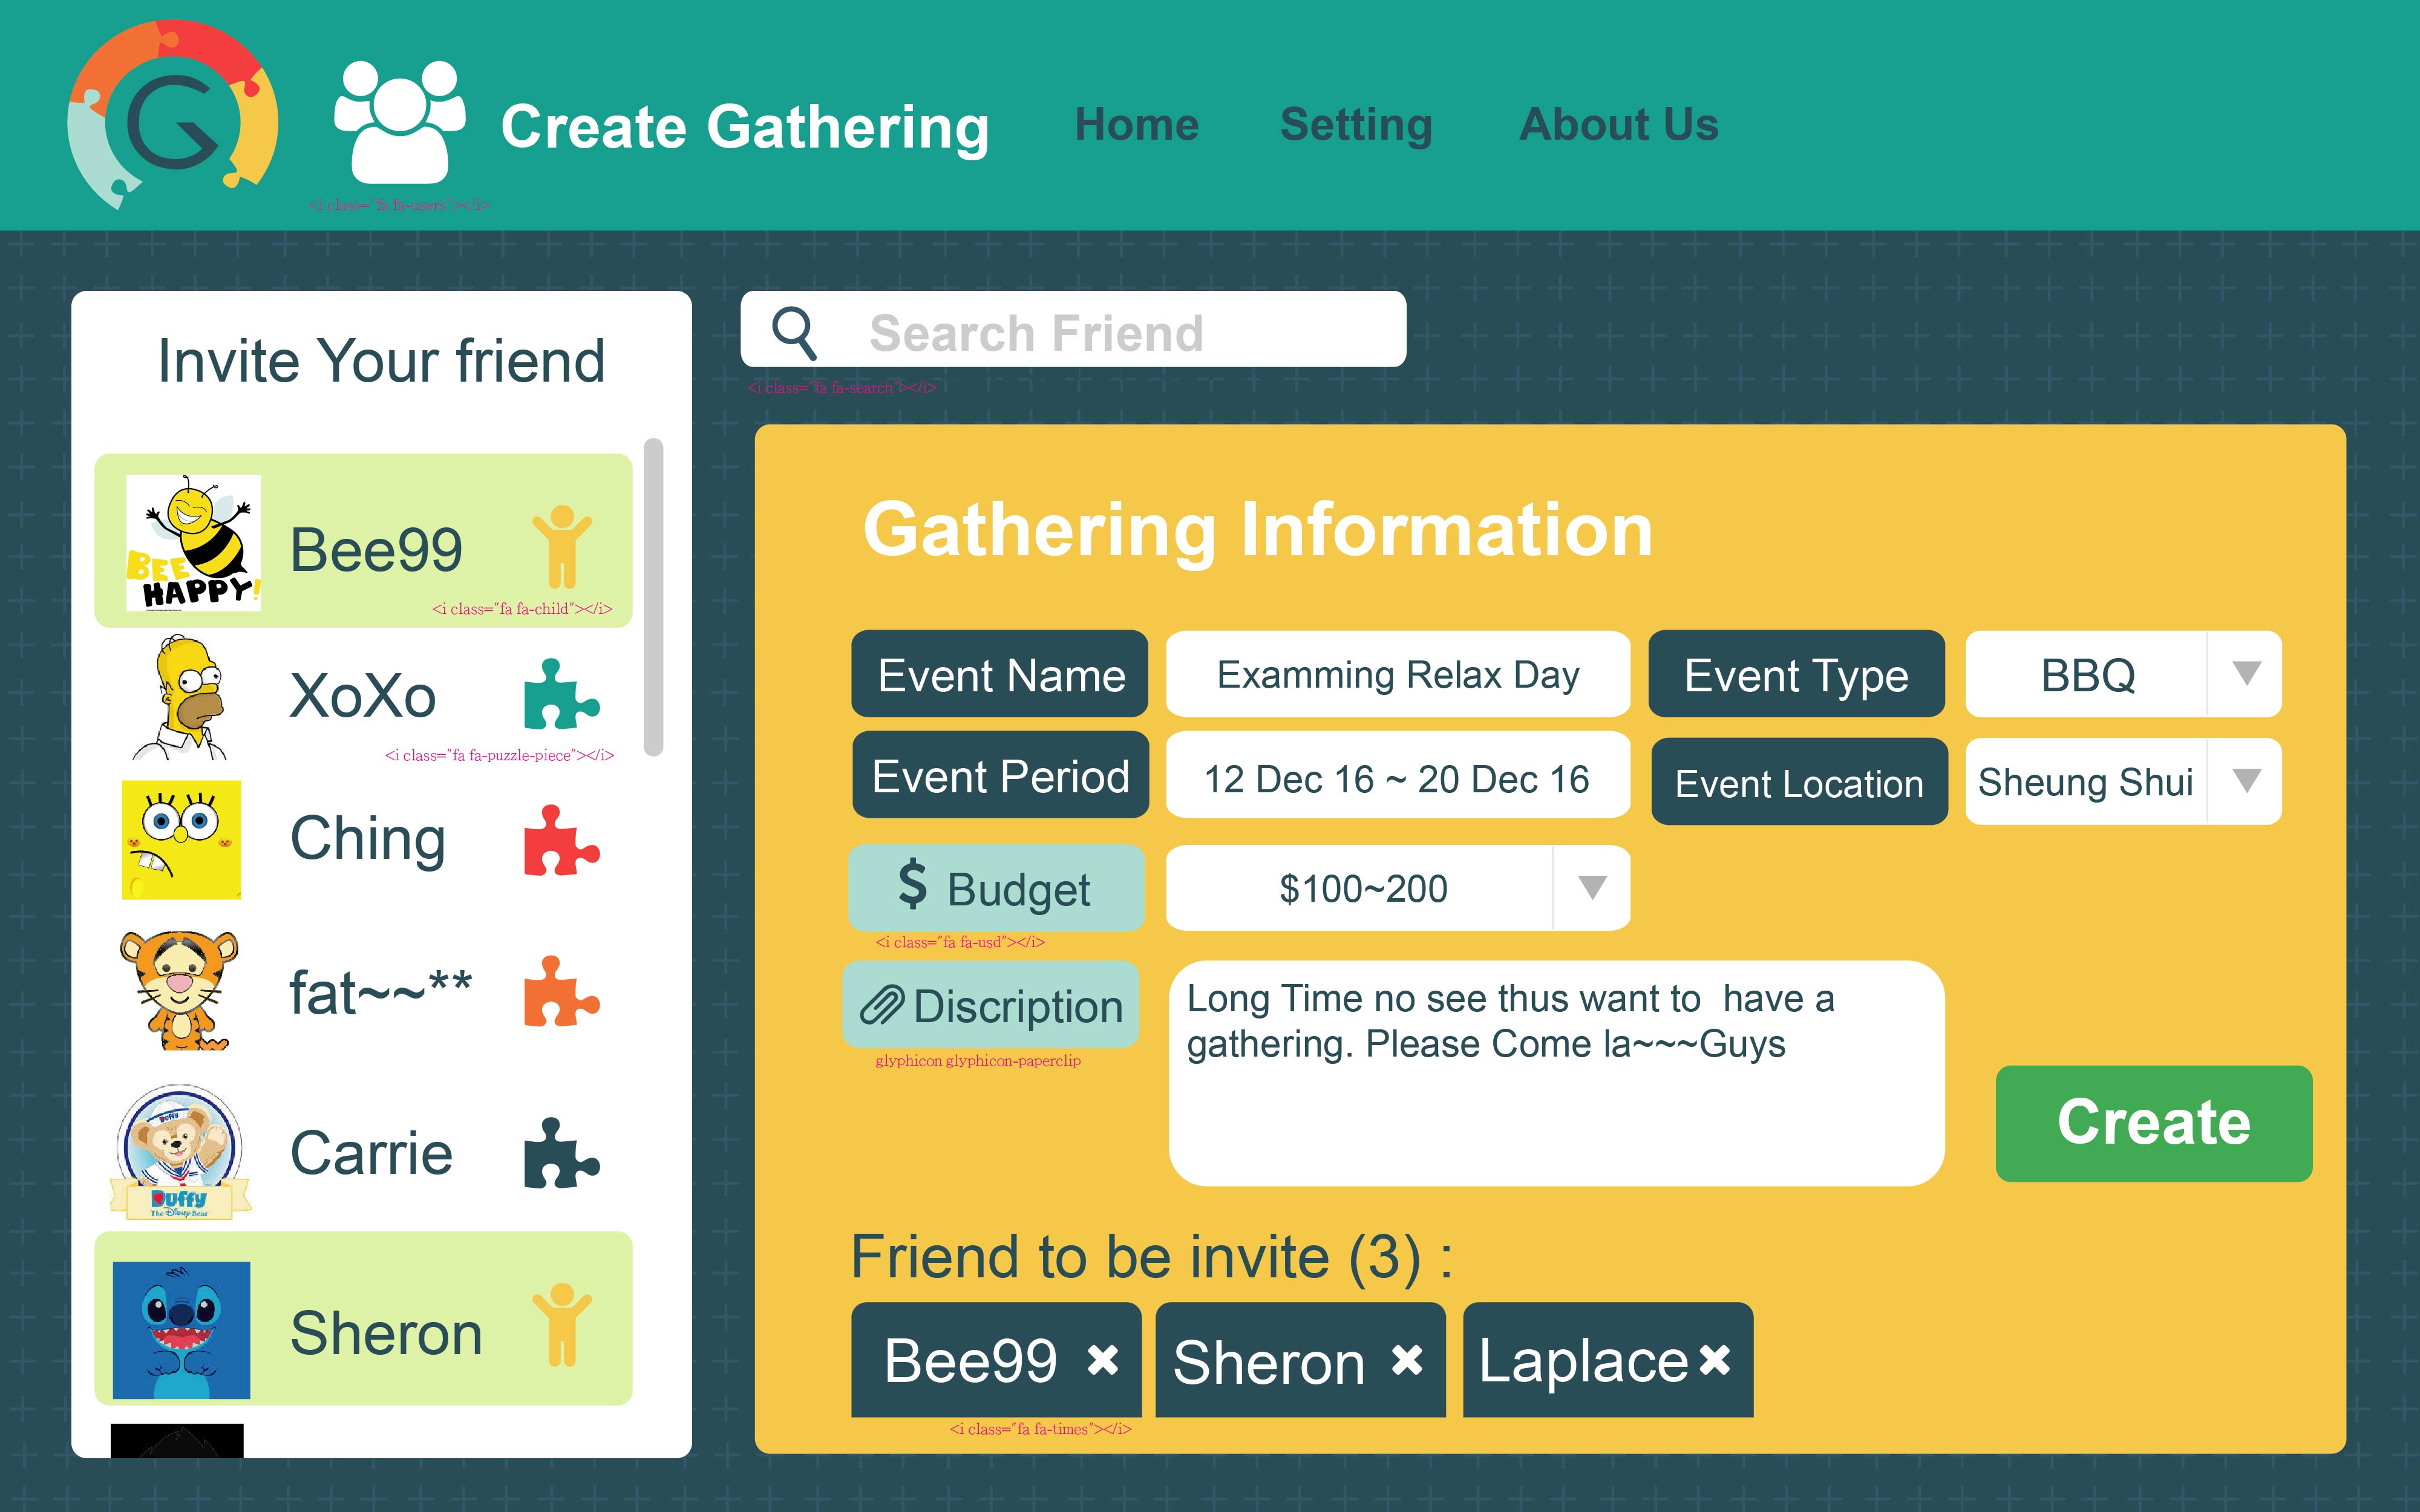 G
Create Gathering
Home
Setting
About Us
<i class="fa fa-users"></i>
Invite Your friend
Search Friend
<i class="fa fa-search"></i>
BEE
HAPPY!
Bee99
<i class="fa fa-child"></i>
XoXo
<i class="fa fa-puzzle-piece"></i>
Ching
fat~~**
Duffy
Carrie
Duffy
The Disney Bear
Sheron
Gathering Information
Event Name
Examming Relax Day
Event Type
BBQ
Event Period
12 Dec 16 ~ 20 Dec 16
Event Location
Sheung Shui
$ Budget
$100~200
<i class="fa fa-usd"></i>
Discription
glyphicon glyphicon-paperclip
Long Time no see thus want to  have a
gathering. Please Come la~~~Guys
Create
Friend to be invite (3) :
Bee99
Sheron
Laplace
<i class="fa fa-times"></i>